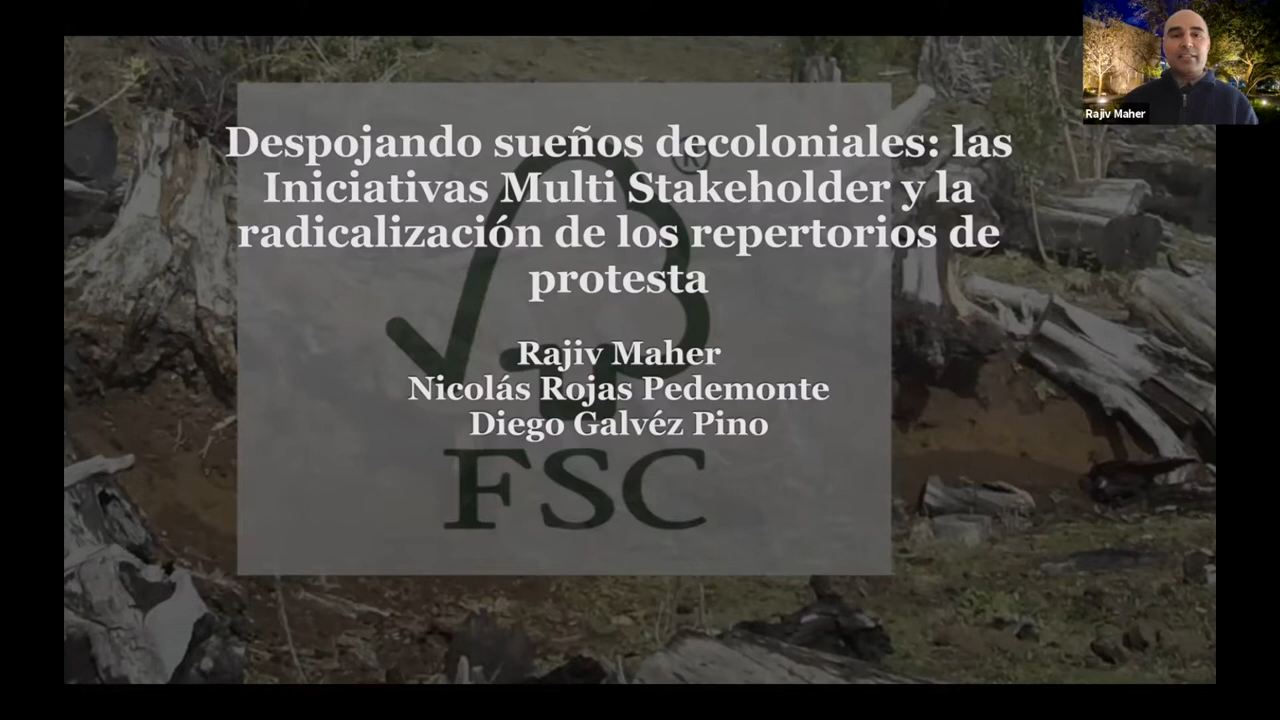 Despojando sueños decoloniales: las
Iniciativas Multi Stakeholder y la
radicalización de los repertorios de
protesta
Rajiv Maher
Nicolás Rojas Pedemonte
Diego Galvéz Pino
®
FSC
Rajiv Maher